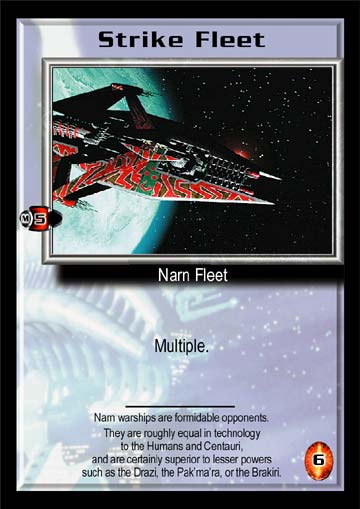 Strike Fleet
M 5
Narn Fleet
Multiple.
Narn warships are formidable opponents.
They are roughly equal in technology
to the Humans and Centauri,
and are certainly superior to lesser powers
such as the Drazi, the Pak'ma'ra, or the Brakiri.
6